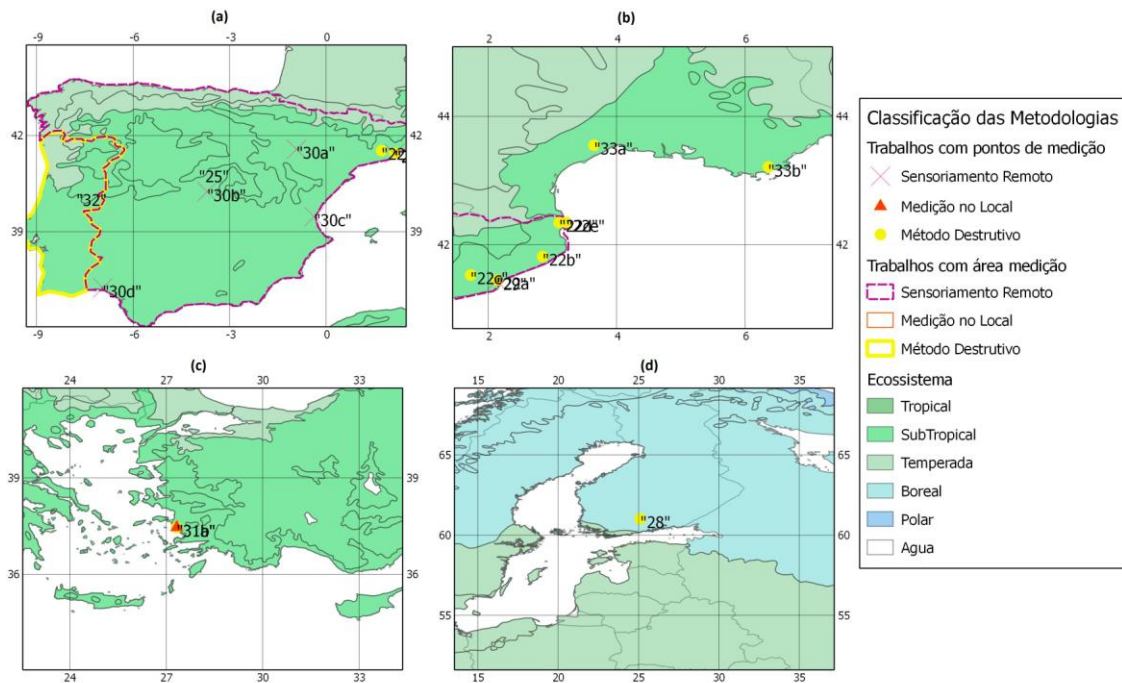 (a)
-9 -6 -3 0
42
39
"22
"30a"
"25"
"30b"
"32"
"30c"
"30d"
-9 -6 -3 0
(b)
2 4 6
44
42
"33a"
"33b"
"22b"
2 4 6
(c)
24 27 30 33
39
36
24 27 30 33
(d)
15 20 25 30 35
65
60
55
"28"
15 20 25 30 35
Classificação das Metodologias
Trabalhos com pontos de medição
Sensoriamento Remoto
Medição no Local
Método Destrutivo
Trabalhos com área medição
Sensoriamento Remoto
Medição no Local
Método Destrutivo
Ecossistema
Tropical
SubTropical
Temperada
Boreal
Polar
Agua